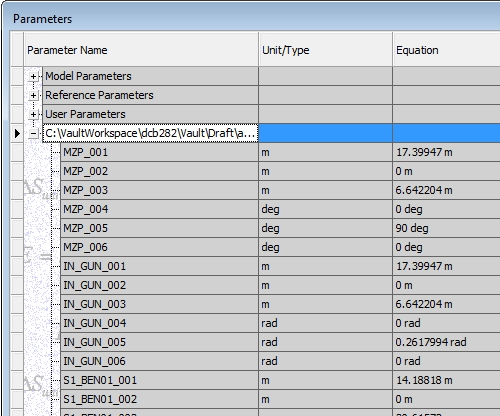 Parameters
Parameter Name Unit/Type Equation
Model Parameters
Reference Parameters
User Parameters
C:\VaultWorkspace\dcb282\Vault\Draft\a...
MZP_001 m 17.39947 m
MZP_002 m 0 m
MZP_003 m 6.642204 m
MZP_004 deg 0 deg
MZP_005 deg 90 deg
MZP_006 deg 0 deg
IN_GUN_001 m 17.39947 m
IN_GUN_002 m 0 m
IN_GUN_003 m 6.642204 m
IN_GUN_004 rad 0 rad
IN_GUN_005 rad 0.2617994 rad
IN_GUN_006 rad 0 rad
S1_BEN01_001 m 14.18818 m
S1_BEN01_002 m 0 m